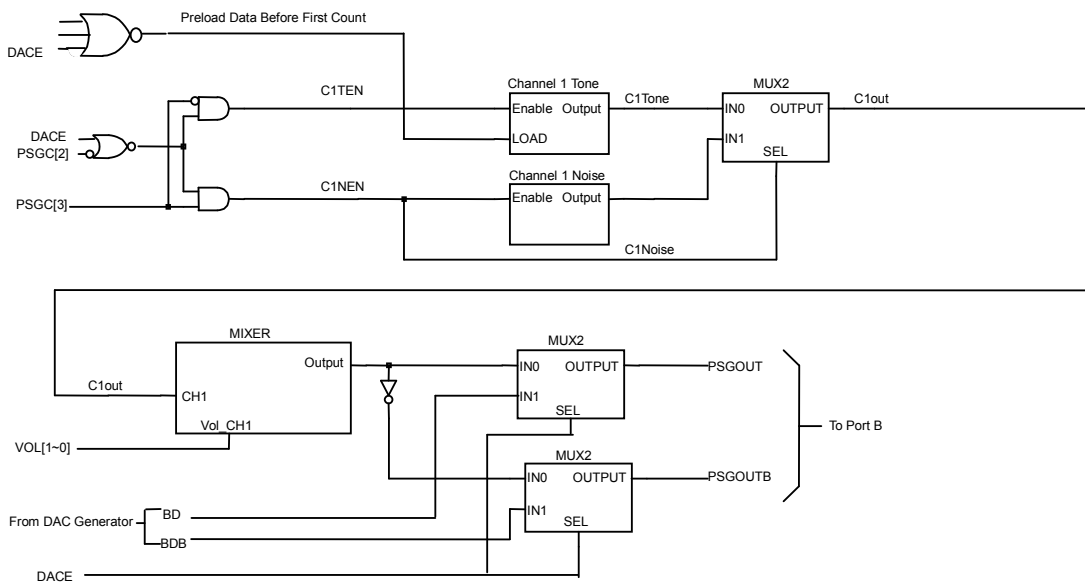 Preload Data Before First Count
DACE
Channel 1 Tone
MUX2
C1TEN
Enable Output
C1Tone
IN0 OUTPUT
C1out
LOAD
DACE
PSGC[2]
IN1
SEL
Channel 1 Noise
PSGC[3]
C1NEN
Enable Output
C1Noise
MIXER
MUX2
Output
IN0 OUTPUT
PSGOUT
C1out
CH1
IN1
SEL
Vol_CH1
To Port B
VOL[1~0]
MUX2
IN0 OUTPUT
PSGOUTB
IN1
SEL
From DAC Generator
BD
BDB
DACE